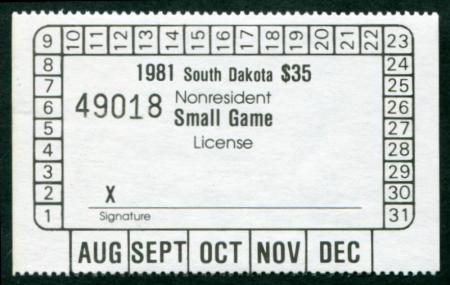 9 10 11 12 13 14 15 16 17 18 19 20 21 22 23
8 24
7 25
6 26
5 27
4 28
3 29
2 30
1 31
1981 South Dakota $35
49018 Nonresident
Small Game
License
X
Signature
AUG SEPT OCT NOV DEC